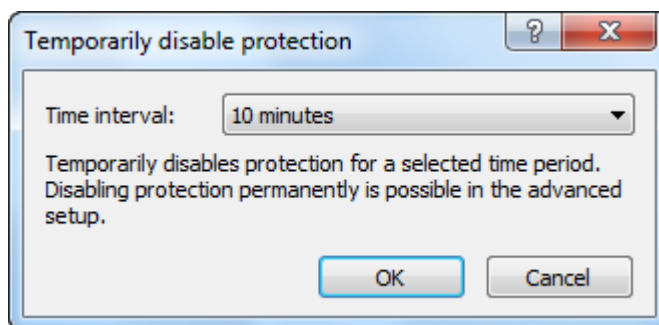 Temporarily disable protection
Time interval: 10 minutes
Temporarily disables protection for a selected time period.
Disabling protection permanently is possible in the advanced
setup.
OK Cancel